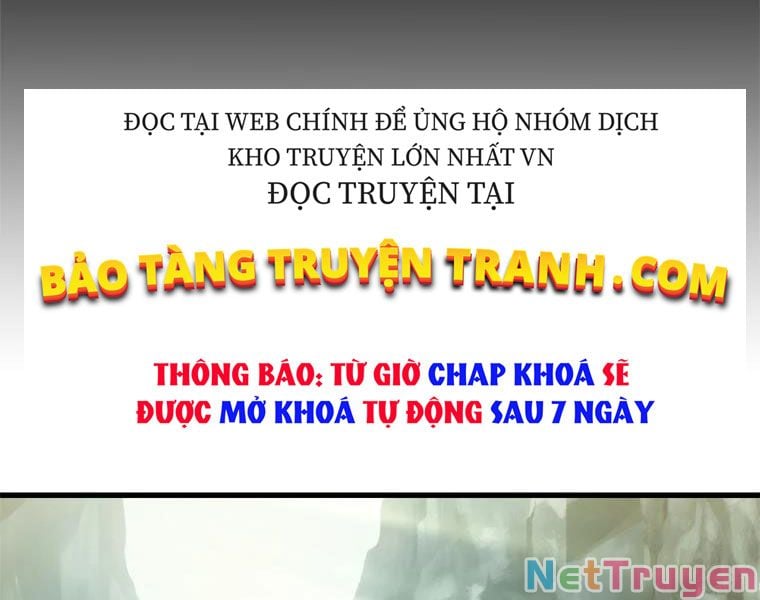 ĐỌC TẠI WEB CHÍNH ĐỂ ỦNG HỘ NHÓM DỊCH
KHO TRUYỆN LỚN NHẤT VN
ĐỌC TRUYỆN TẠI
BẢO TÀNG TRUYỆN TRANH.COM
THÔNG BÁO: TỪ GIỜ CHAP KHOÁ SẼ
ĐƯỢC MỞ KHOÁ TỰ ĐỘNG SAU 7 NGÀY
NetTruyen